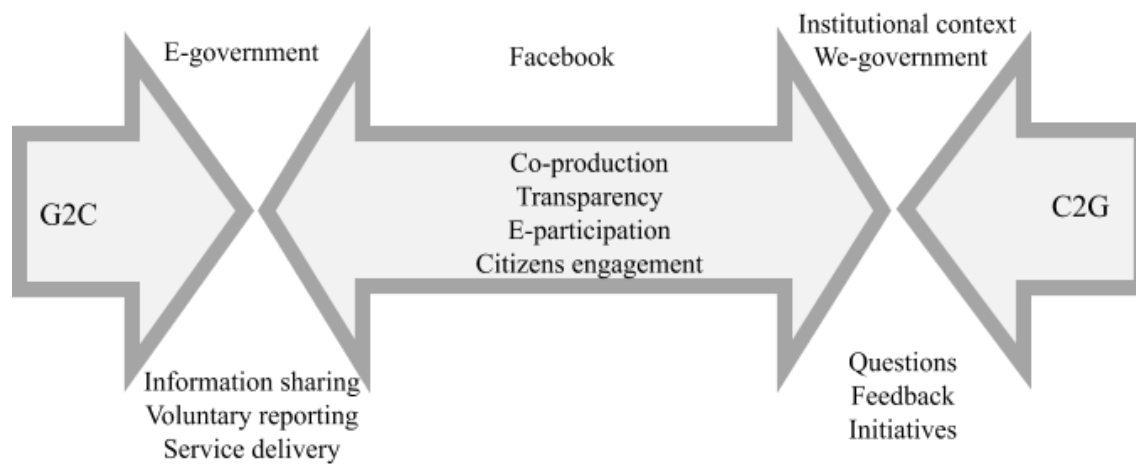 E-government
Facebook
Institutional context
We-government
G2C
Co-production
Transparency
E-participation
Citizens engagement
C2G
Information sharing
Voluntary reporting
Service delivery
Questions
Feedback
Initiatives